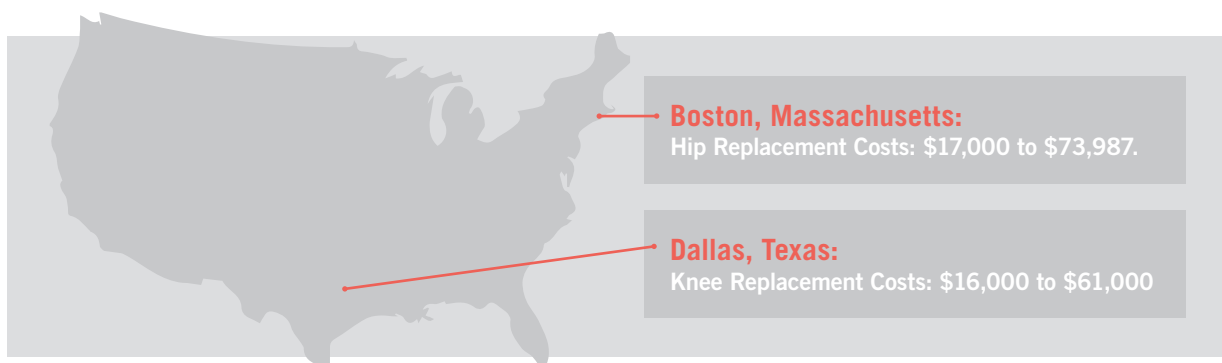 Boston, Massachusetts:
Hip Replacement Costs: $17,000 to $73,987.
Dallas, Texas:
Knee Replacement Costs: $16,000 to $61,000